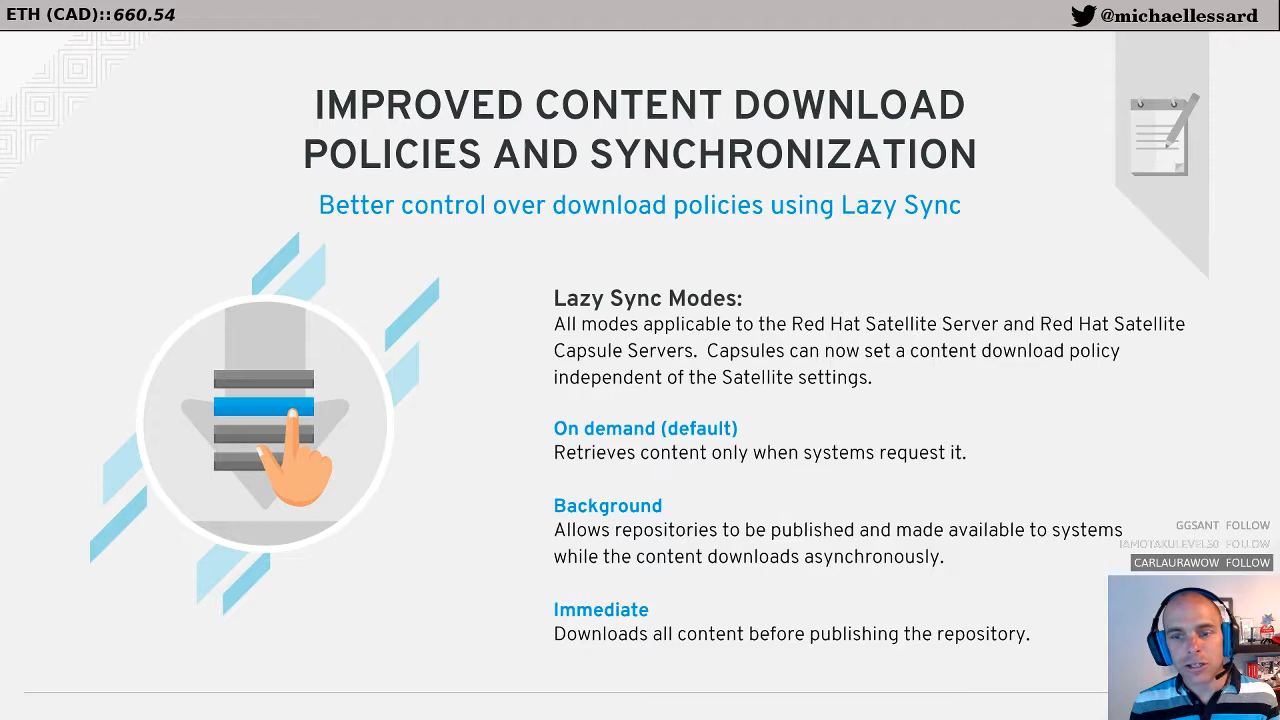 ETH (CAD)::660.54
@michaellessard
IMPROVED CONTENT DOWNLOAD
POLICIES AND SYNCHRONIZATION
Better control over download policies using Lazy Sync
Lazy Sync Modes:
All modes applicable to the Red Hat Satellite Server and Red Hat Satellite
Capsule Servers.  Capsules can now set a content download policy
independent of the Satellite settings.
On demand (default)
Retrieves content only when systems request it.
Background
Allows repositories to be published and made available to systems
while the content downloads asynchronously.
Immediate
Downloads all content before publishing the repository.
GGSANT  FOLLOW
IAMOTAKULEVEL50  FOLLOW
CARLAURAWOW  FOLLOW